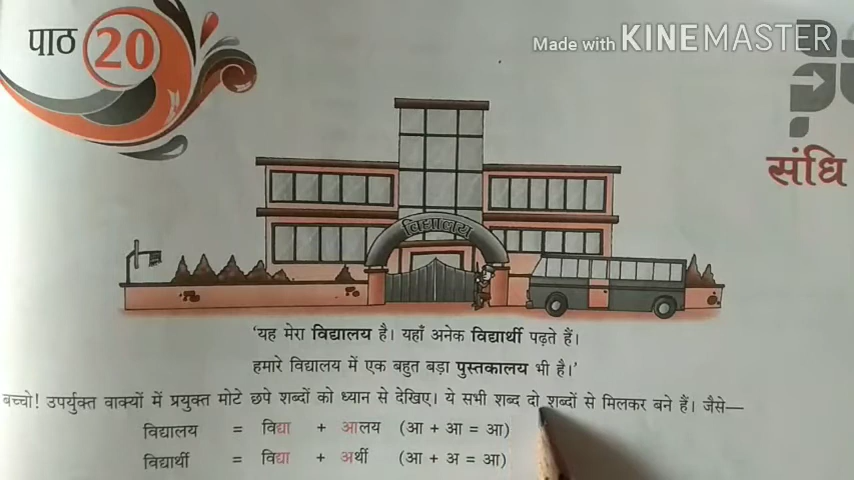 पाठ 20
Made with KINEMASTER
संधि
विद्यालय
'यह मेरा विद्यालय है। यहाँ अनेक विद्यार्थी पढ़ते हैं।
हमारे विद्यालय में एक बहुत बड़ा पुस्तकालय भी है।'
बच्चो! उपर्युक्त वाक्यों में प्रयुक्त मोटे छपे शब्दों को ध्यान से देखिए। ये सभी शब्द दो शब्दों से मिलकर बने हैं। जैसे—
विद्यालय = विद्या + आलय (आ + आ = आ)
विद्यार्थी = विद्या + अर्थी (आ + अ = आ)